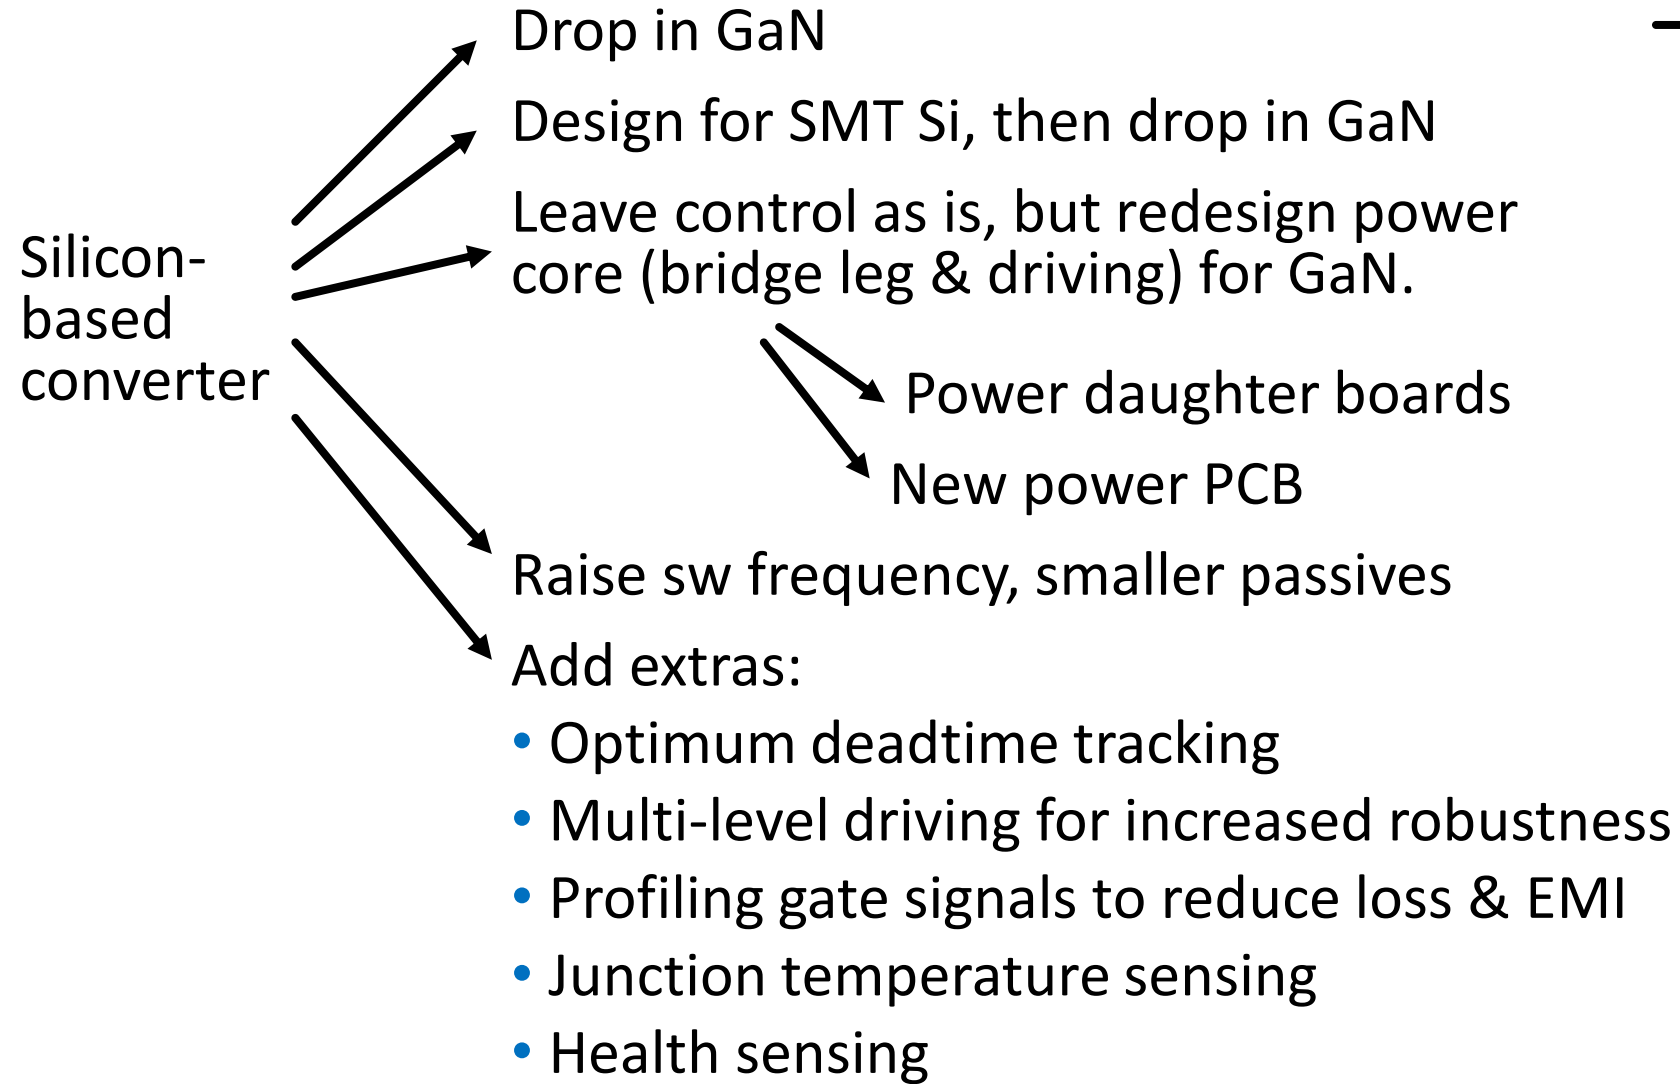 Drop in GaN
Design for SMT Si, then drop in GaN
Leave control as is, but redesign power
core (bridge leg & driving) for GaN.
Silicon-
based
converter
Power daughter boards
New power PCB
Raise sw frequency, smaller passives
Add extras:
• Optimum deadtime tracking
• Multi-level driving for increased robustness
• Profiling gate signals to reduce loss & EMI
• Junction temperature sensing
• Health sensing